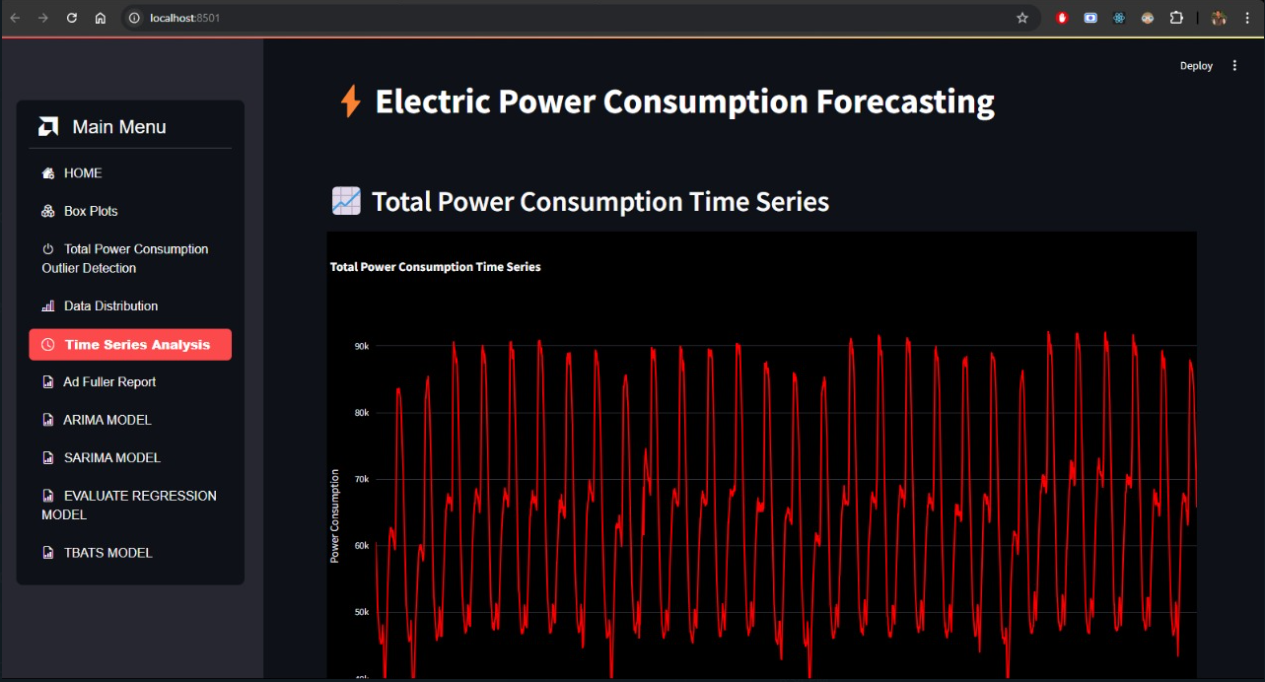 localhost:8501
Deploy
Electric Power Consumption Forecasting
Main Menu
HOME
Box Plots
Total Power Consumption
Outlier Detection
Data Distribution
Time Series Analysis
Ad Fuller Report
ARIMA MODEL
SARIMA MODEL
EVALUATE REGRESSION
MODEL
TBATS MODEL
Total Power Consumption Time Series
Total Power Consumption Time Series
90k
80k
70k
60k
50k
Power Consumption